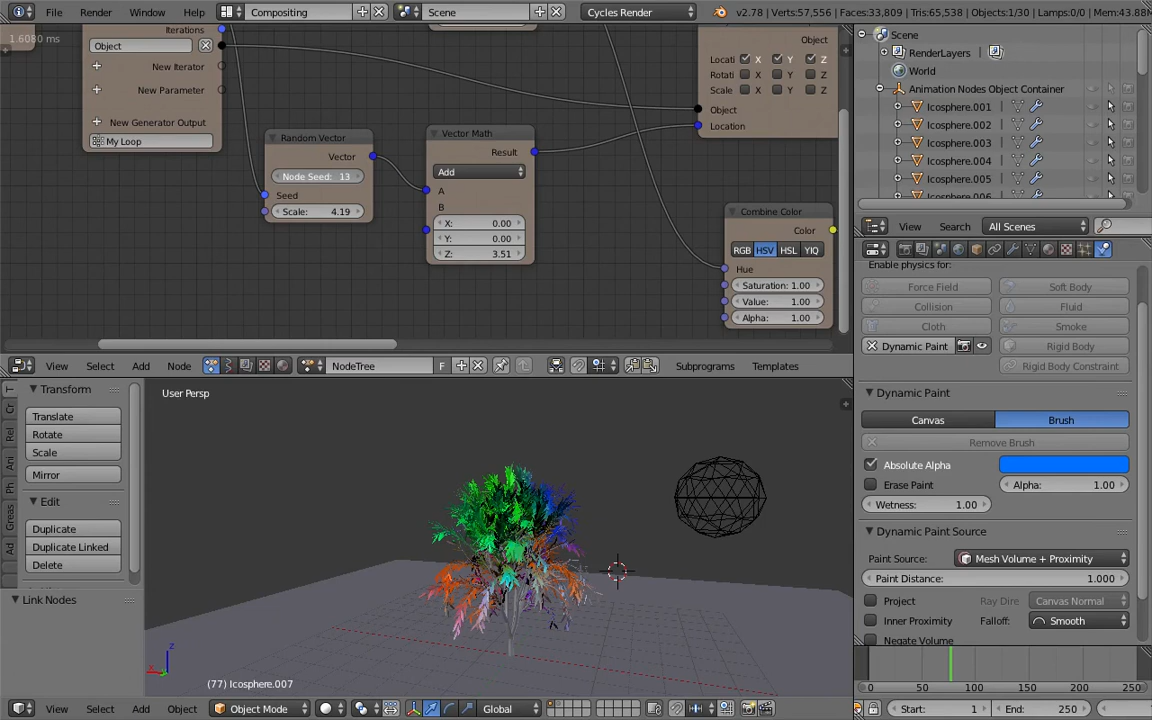 File Render Window Help Compositing Scene Cycles Render v2.78 | Verts:57,556 | Faces:33,809 | Tris:65,538 | Objects:1/30 | Lamps:0/0 | Mem:43.88M
1.6080 ms
Iterations
Object
New Iterator
New Parameter
New Generator Output
My Loop
Random Vector
Vector
Node Seed: 13
Seed
Scale: 4.19
Vector Math
Result
Add
A
B
X: 0.00
Y: 0.00
Z: 3.51
Object
Locati X Y Z
Rotati X Y Z
Scale X Y Z
Object
Location
Combine Color
Color
RGB HSV HSL YIQ
Hue
Saturation: 1.00
Value: 1.00
Alpha: 1.00
View Select Add Node NodeTree F Subprograms Templates
Scene
RenderLayers
World
Animation Nodes Object Container
Icosphere.001
Icosphere.002
Icosphere.003
Icosphere.004
Icosphere.005
Icosphere.006
View Search All Scenes
Enable physics for:
Force Field Soft Body
Collision Fluid
Cloth Smoke
Dynamic Paint Rigid Body
Rigid Body Constraint
Dynamic Paint
Canvas Brush
Remove Brush
Absolute Alpha
Erase Paint Alpha: 1.00
Wetness: 1.00
Dynamic Paint Source
Paint Source: Mesh Volume + Proximity
Paint Distance: 1.000
Project Ray Dire Canvas Normal
Inner Proximity Falloff: Smooth
Negate Volume
0 50 100 150 200 250
Start: 1 End: 250
T
Cr
Rel
Ani
Ph
Greas
Ad
Transform
Translate
Rotate
Scale
Mirror
Edit
Duplicate
Duplicate Linked
Delete
Link Nodes
User Persp
z
x
(77) Icosphere.007
View Select Add Object Object Mode Global